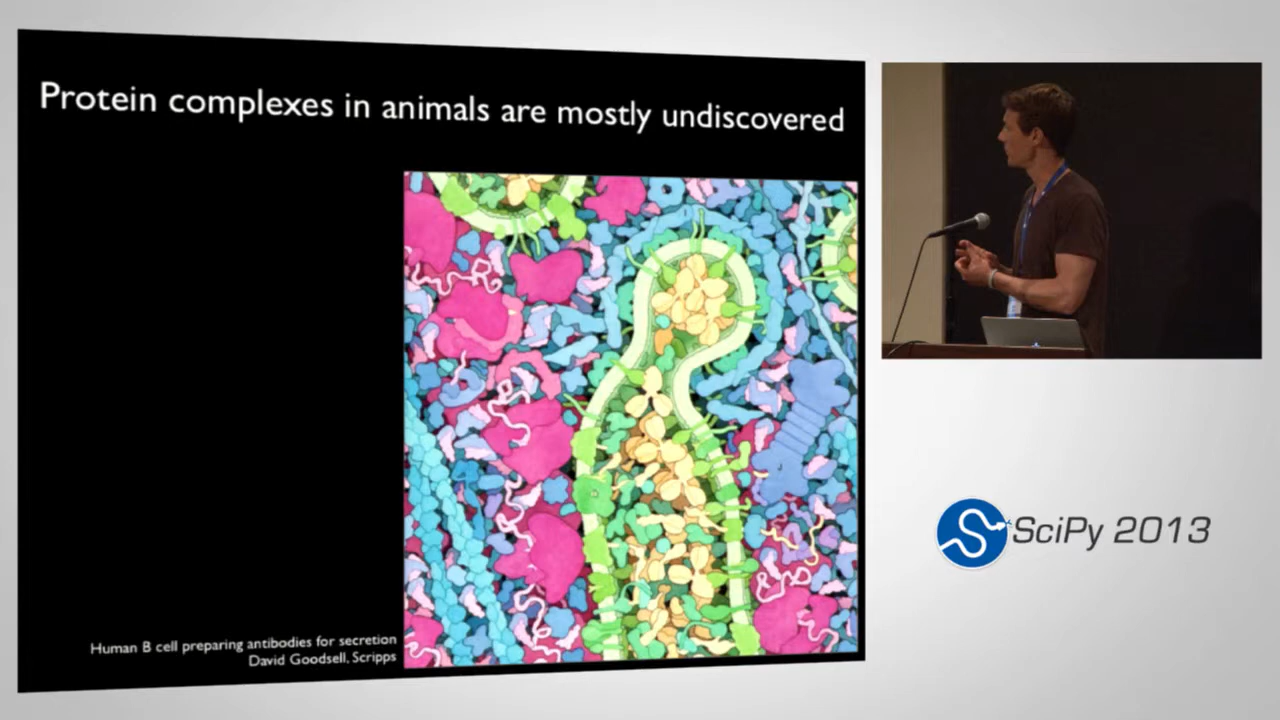 Protein complexes in animals are mostly undiscovered
Human B cell preparing antibodies for secretion
David Goodsell, Scripps
SciPy 2013